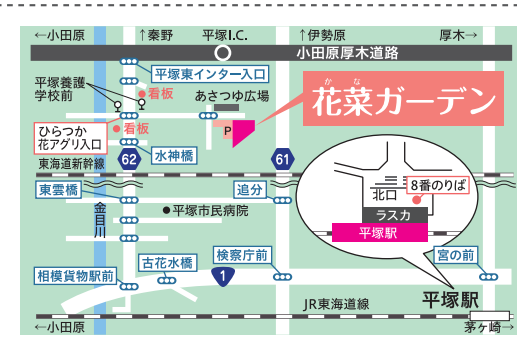 ←小田原
↑秦野
平塚I.C.
↑伊勢原
厚木→
小田原厚木道路
平塚東インター入口
平塚養護
学校前
看板
あさつゆ広場
かな
花菜ガーデン
P
ひらつか
花アグリ入口
看板
水神橋
62
61
東海道新幹線
東雲橋
追分
金目川
平塚市民病院
北口
8番のりば
ラスカ
平塚駅
相模貨物駅前
古花水橋
検察庁前
1
宮の前
平塚駅
JR東海道線
←小田原
茅ヶ崎→